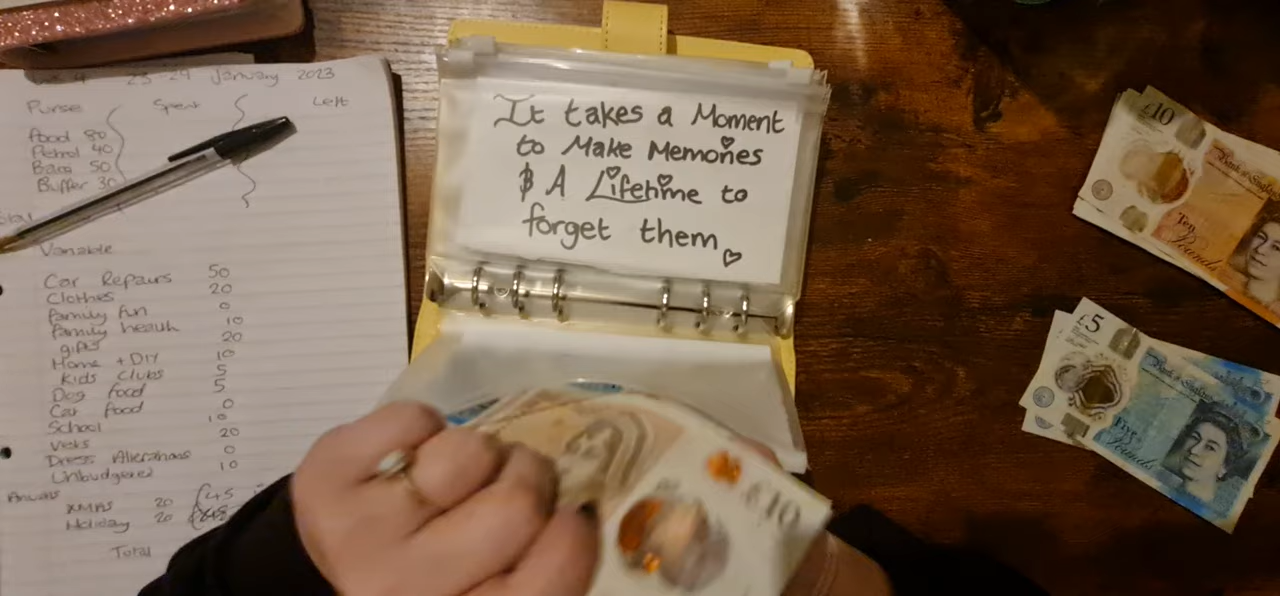 23 - 29 January 2023
Purse Spent Left
Food 80
Petrol 40
50
Buffer 30
Variable
Car Repairs 50
Clothes 20
family fun 0
family health 10
gifts 20
Home + DIY 10
Kids Clubs 5
Dog food 5
Cat food 0
School 10
Vets 20
Dress Alterations 0
Unbudgeted 10
Annuals
XMAS 20 45
Holiday 20
Total
It takes a Moment
to Make Memories
& A Lifetime to
forget them
£10
Bank of England
Ten
Pounds
£5
Bank of England
Five
Pounds
£10